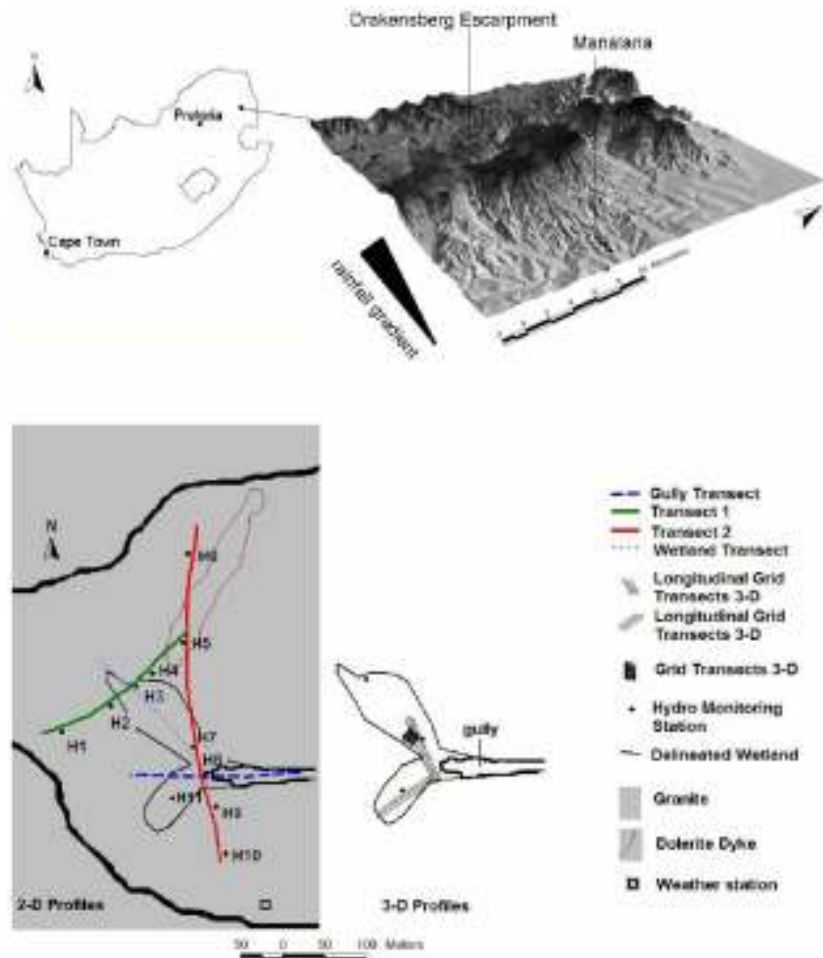 Drakensberg Escarpment
Manalana
N
Pretoria
Cape Town
rainfall gradient
N
H6
H5
H4
H3
H2
H1
H7
H8
H11
H9
H10
2-D Profiles
gully
3-D Profiles
50 0 50 100 Meters
Gully Transect
Transect 1
Transect 2
Wetland Transect
Longitudinal Grid
Transects 3-D
Longitudinal Grid
Transects 3-D
Grid Transects 3-D
Hydro Monitoring
Station
Delineated Wetland
Granite
Dolerite Dyke
Weather station